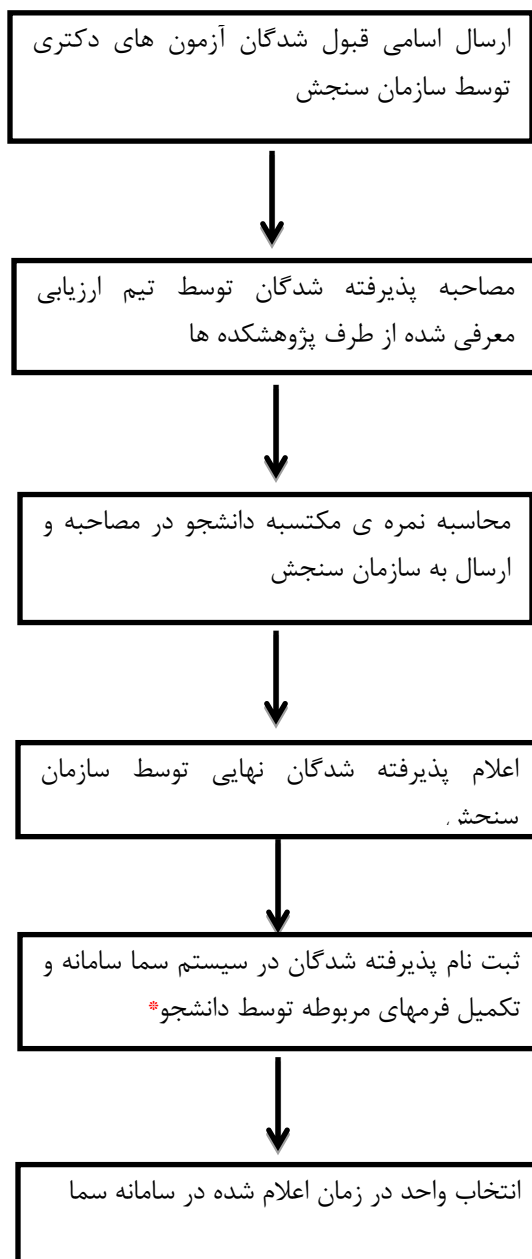 ارسال اسامی قبول شدگان آزمون های دکتری
توسط سازمان سنجش
مصاحبه پذیرفته شدگان توسط تیم ارزیابی
معرفی شده از طرف پژوهشکده ها
محاسبه نمره ی مکتسبه دانشجو در مصاحبه و
ارسال به سازمان سنجش
اعلام پذیرفته شدگان نهایی توسط سازمان
سنجش
ثبت نام پذیرفته شدگان در سیستم سما سامانه و
تکمیل فرمهای مربوطه توسط دانشجو*
انتخاب واحد در زمان اعلام شده در سامانه سما